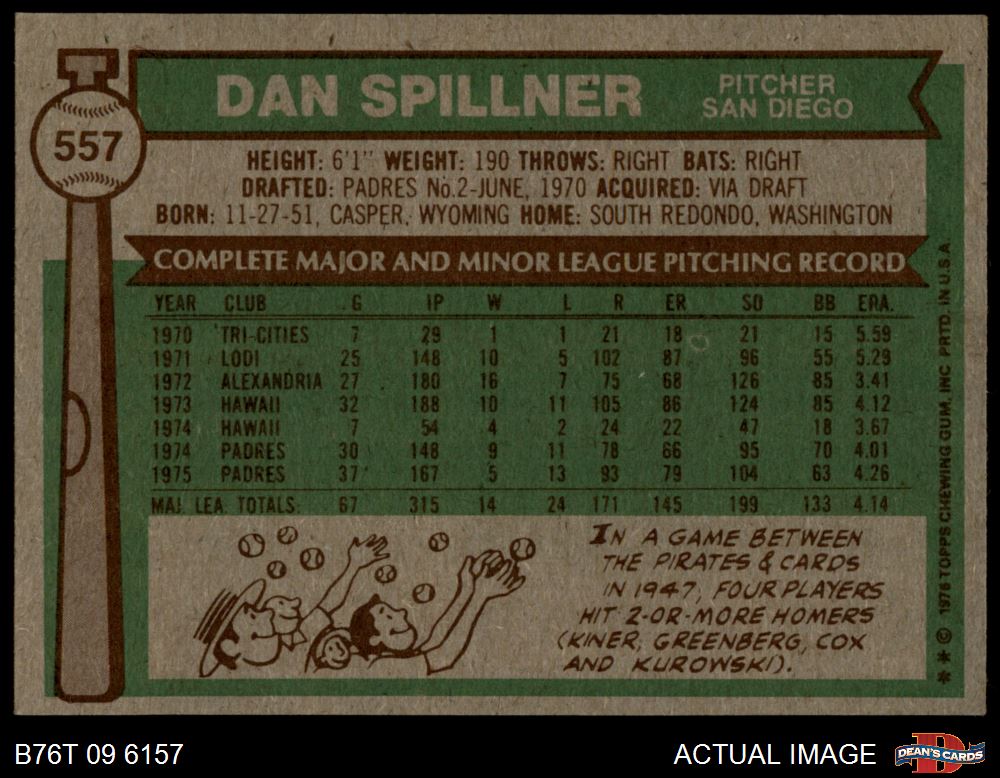 DAN SPILLNER
PITCHER
SAN DIEGO
557
HEIGHT: 6'1" WEIGHT: 190 THROWS: RIGHT BATS: RIGHT
DRAFTED: PADRES No.2-JUNE, 1970 ACQUIRED: VIA DRAFT
BORN: 11-27-51, CASPER, WYOMING HOME: SOUTH REDONDO, WASHINGTON
COMPLETE MAJOR AND MINOR LEAGUE PITCHING RECORD
YEAR CLUB G IP W L R ER SO BB ERA.
1970 TRI-CITIES 7 29 1 1 21 18 21 15 5.59
1971 LODI 25 148 10 5 102 87 96 55 5.29
1972 ALEXANDRIA 27 180 16 7 75 68 126 85 3.41
1973 HAWAII 32 188 10 11 105 86 124 85 4.12
1974 HAWAII 7 54 4 2 24 22 47 18 3.67
1974 PADRES 30 148 9 11 78 66 95 70 4.01
1975 PADRES 37 167 5 13 93 79 104 63 4.26
MAJ. LEA. TOTALS: 67 315 14 24 171 145 199 133 4.14
IN A GAME BETWEEN
THE PIRATES & CARDS
IN 1947, FOUR PLAYERS
HIT 2-OR-MORE HOMERS
(KINER, GREENBERG, COX
AND KUROWSKI).
** © 1976 TOPPS CHEWING GUM, INC PRTD. IN U.S.A.
B76T 09 6157
ACTUAL IMAGE
D
DEAN'S CARDS